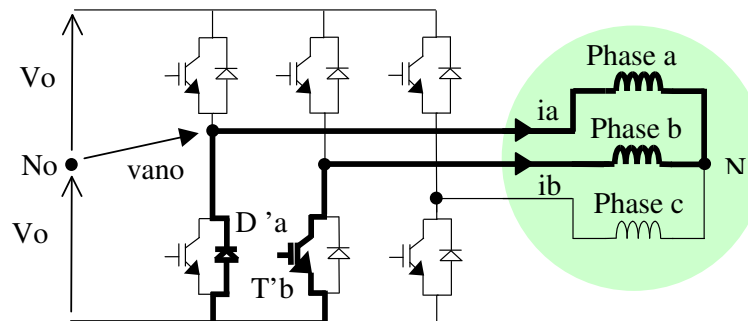 Phase a
Vo
ia
Phase b
No
vano
N
ib
Vo
Phase c
D 'a
T'b